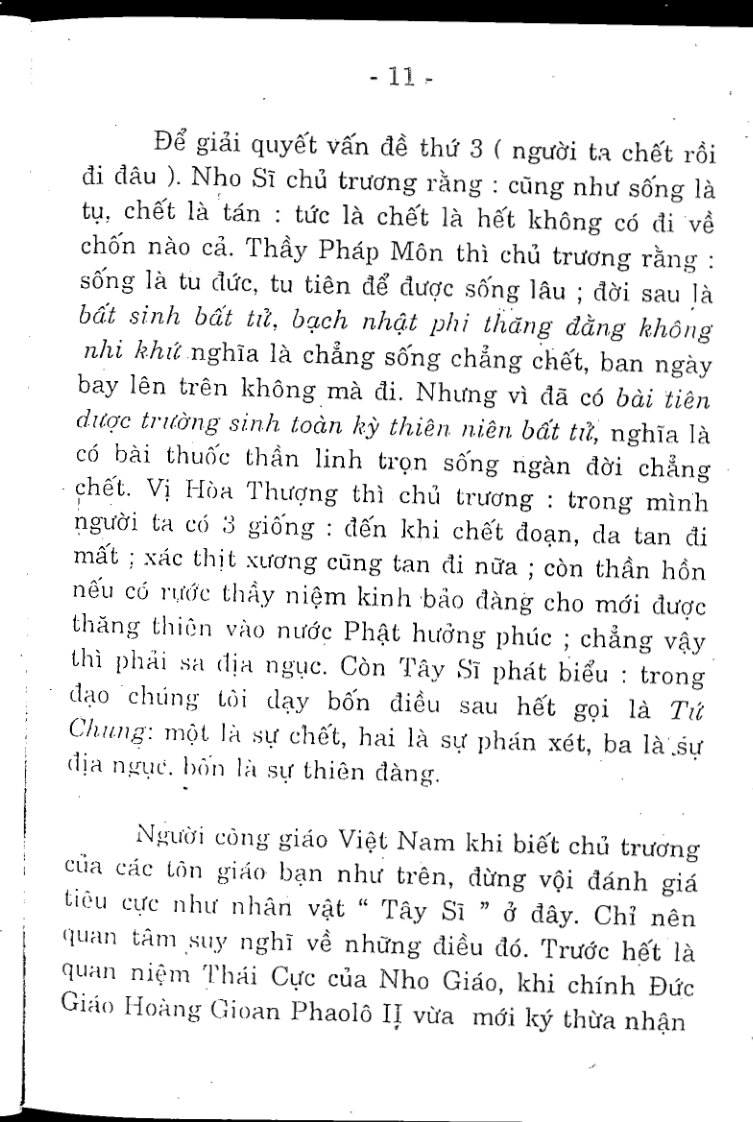 - 11 -
Để giải quyết vấn đề thứ 3 ( người ta chết rồi
đi đâu ). Nho Sĩ chủ trương rằng : cũng như sống là
tụ, chết là tán : tức là chết là hết không có đi về
chốn nào cả. Thầy Pháp Môn thì chủ trương rằng :
sống là tu đức, tu tiên để được sống lâu ; đời sau là
bất sinh bất tử, bạch nhật phi thăng đằng không
nhi khứ nghĩa là chẳng sống chẳng chết, ban ngày
bay lên trên không mà đi. Nhưng vì đã có bài tiên
dược trường sinh toàn kỳ thiên niên bất tử, nghĩa là
có bài thuốc thần linh trọn sống ngàn đời chẳng
chết. Vị Hòa Thượng thì chủ trương : trong mình
người ta có 3 giống : đến khi chết đoạn, da tan đi
mất ; xác thịt xương cũng tan đi nữa ; còn thần hồn
nếu có rước thầy niệm kinh bảo đàng cho mới được
thăng thiên vào nước Phật hưởng phúc ; chẳng vậy
thì phải sa địa ngục. Còn Tây Sĩ phát biểu : trong
đạo chúng tôi dạy bốn điều sau hết gọi là Tứ
Chung: một là sự chết, hai là sự phán xét, ba là sự
địa ngục. bốn là sự thiên đàng.
Người công giáo Việt Nam khi biết chủ trương
của các tôn giáo bạn như trên, đừng vội đánh giá
tiêu cực như nhân vật “ Tây Sĩ ” ở đây. Chỉ nên
quan tâm suy nghĩ về những điều đó. Trước hết là
quan niệm Thái Cực của Nho Giáo, khi chính Đức
Giáo Hoàng Gioan Phaolô II vừa mới ký thừa nhận